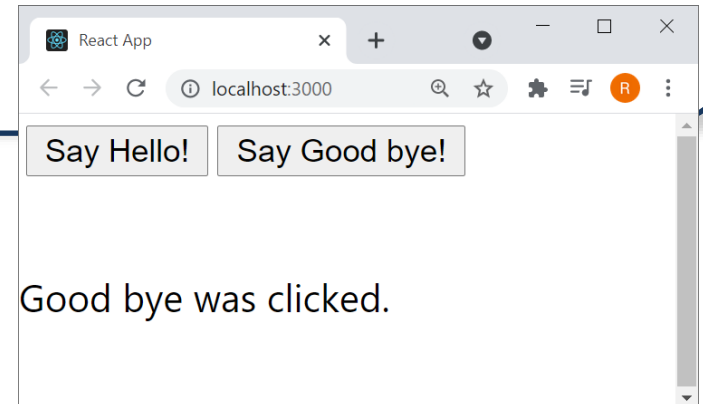 React App
localhost:3000
R
Say Hello! Say Good bye!
Good bye was clicked.